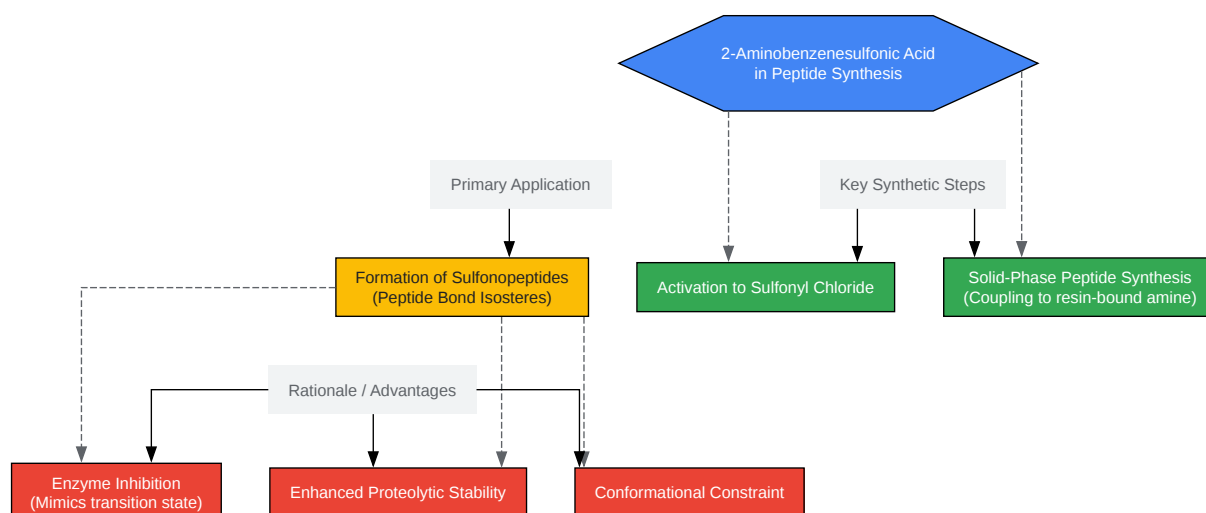 2-Aminobenzenesulfonic Acid
in Peptide Synthesis
Primary Application
Key Synthetic Steps
Formation of Sulfonopeptides
(Peptide Bond Isosteres)
Activation to Sulfonyl Chloride
Solid-Phase Peptide Synthesis
(Coupling to resin-bound amine)
Rationale / Advantages
Enzyme Inhibition
(Mimics transition state)
Enhanced Proteolytic Stability
Conformational Constraint